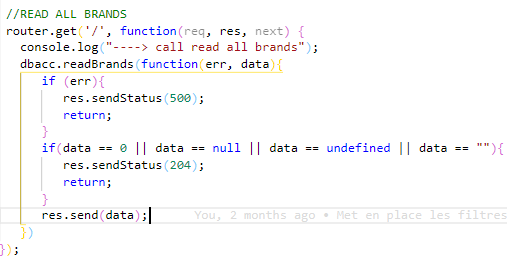 //READ ALL BRANDS
router.get('/', function(req, res, next) {
  console.log("----> call read all brands");
  dbacc.readBrands(function(err, data){
    if (err){
      res.sendStatus(500);
      return;
    }
    if(data == 0 || data == null || data == undefined || data == ""){
      res.sendStatus(204);
      return;
    }
    res.send(data);    You, 2 months ago • Met en place les filtres
  })
});